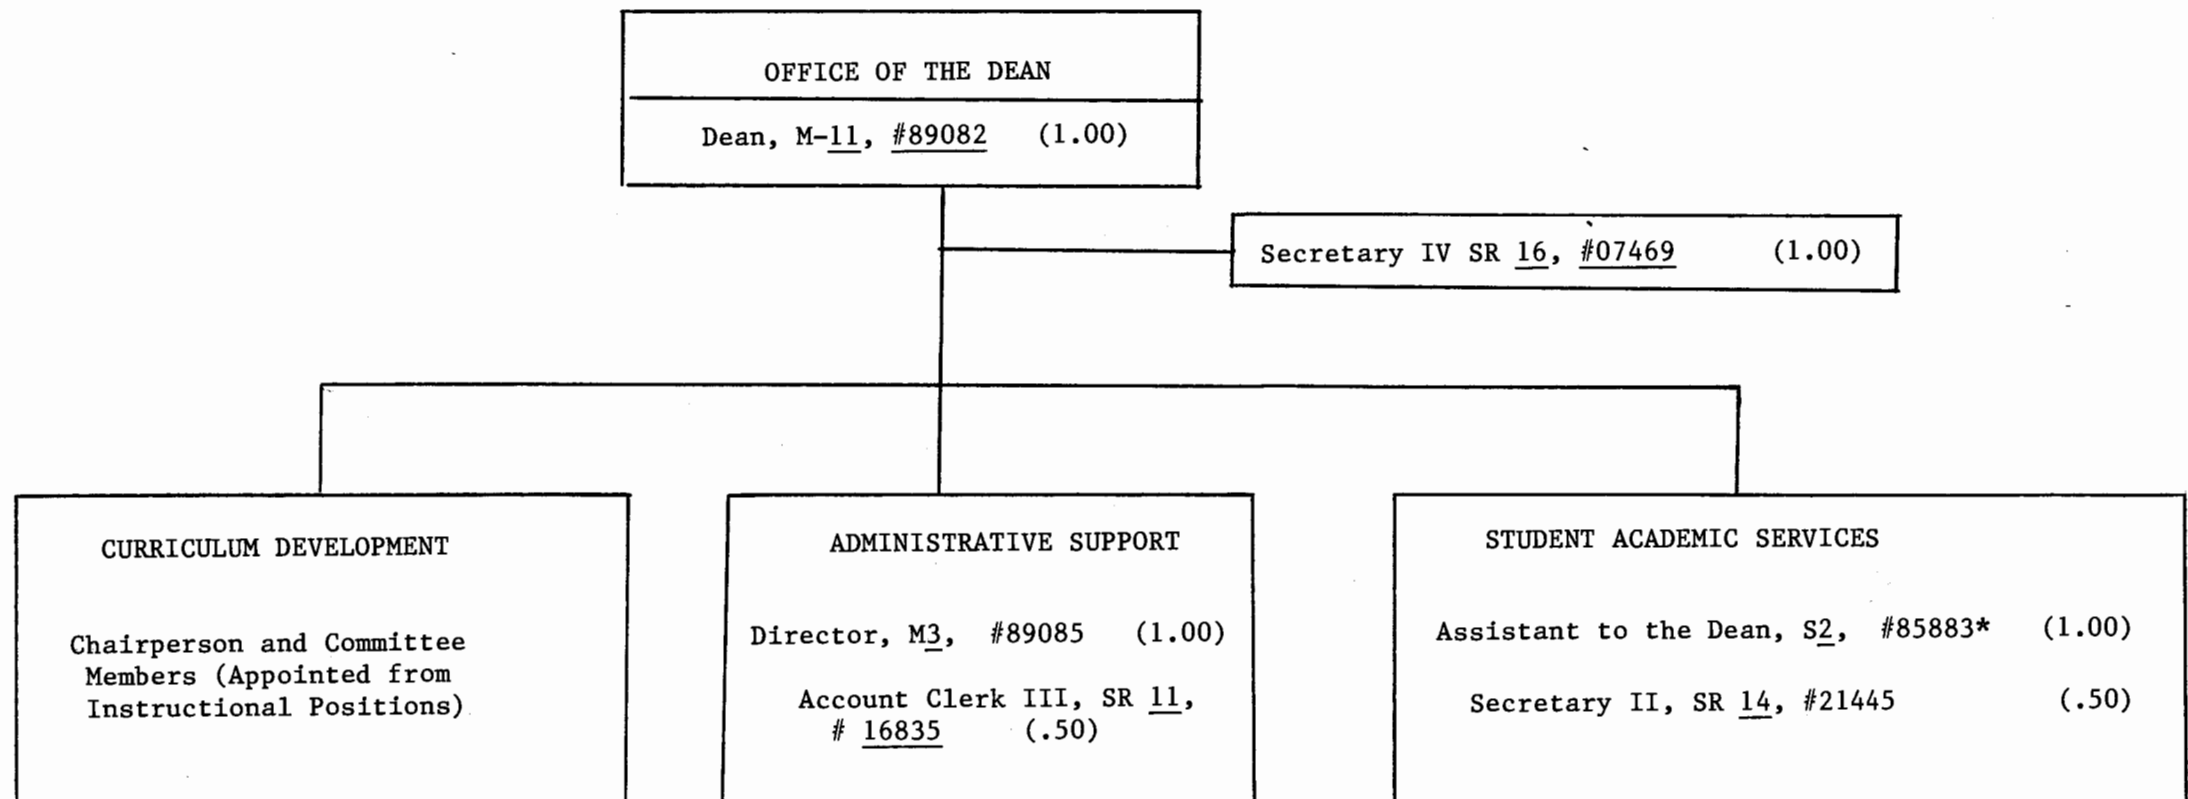 OFFICE OF THE DEAN
Dean, M-11, #89082 (1.00)
Secretary IV SR 16, #07469 (1.00)
CURRICULUM DEVELOPMENT
Chairperson and Committee
Members (Appointed from
Instructional Positions)
ADMINISTRATIVE SUPPORT
Director, M3, #89085 (1.00)
Account Clerk III, SR 11,
# 16835 (.50)
STUDENT ACADEMIC SERVICES
Assistant to the Dean, S2, #85883* (1.00)
Secretary II, SR 14, #21445 (.50)